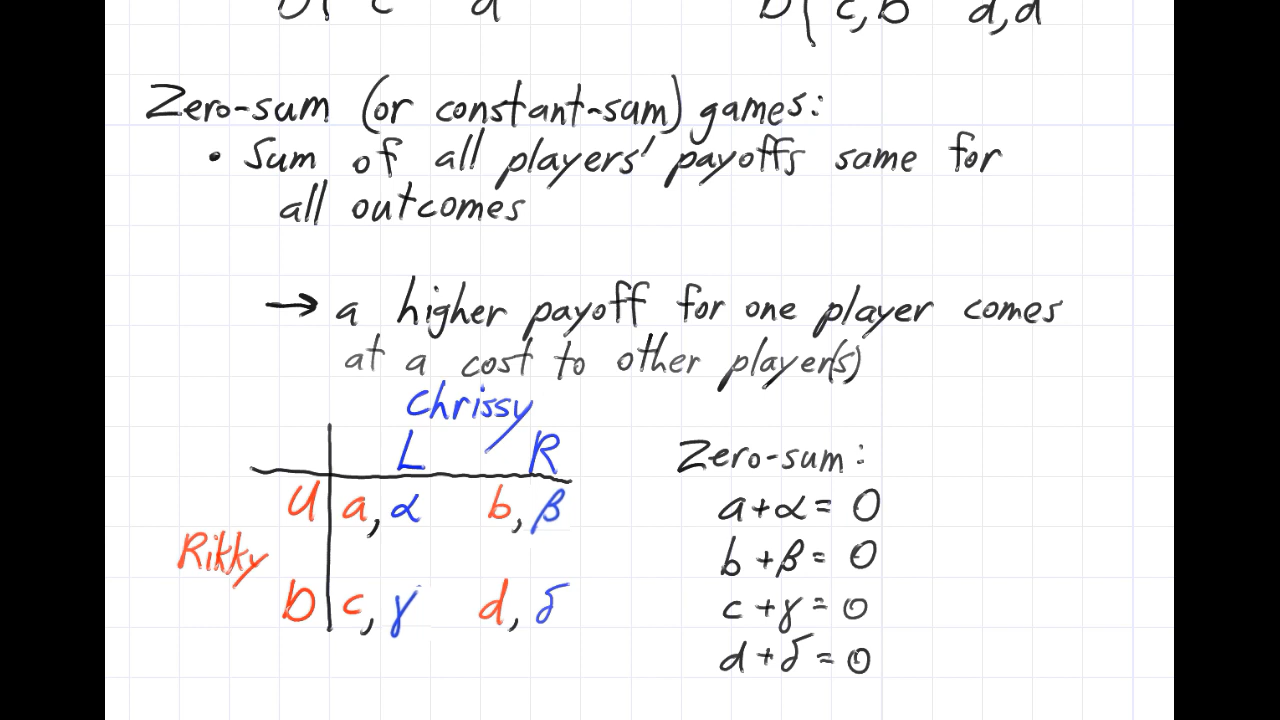 D c d D c, b d, d
Zero-sum (or constant-sum) games:
• Sum of all players' payoffs same for
all outcomes
→ a higher payoff for one player comes
at a cost to other player(s)
Chrissy
L R
U a, α b, β
Rikky
D c, γ d, δ
Zero-sum:
a + α = 0
b + β = 0
c + γ = 0
d + δ = 0